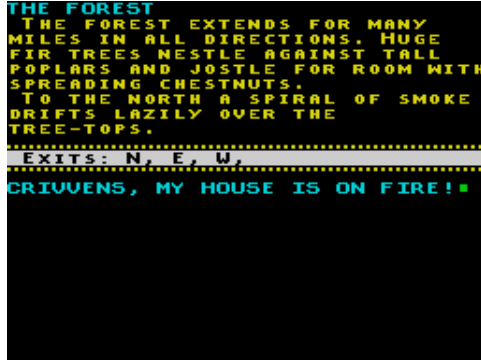 THE FOREST
THE FOREST EXTENDS FOR MANY
MILES IN ALL DIRECTIONS. HUGE
FIR TREES NESTLE AGAINST TALL
POPLARS AND JOSTLE FOR ROOM WITH
SPREADING CHESTNUTS.
TO THE NORTH A SPIRAL OF SMOKE
DRIFTS LAZILY OVER THE
TREE-TOPS.
EXITS: N, E, W,
CRIVVENS, MY HOUSE IS ON FIRE!